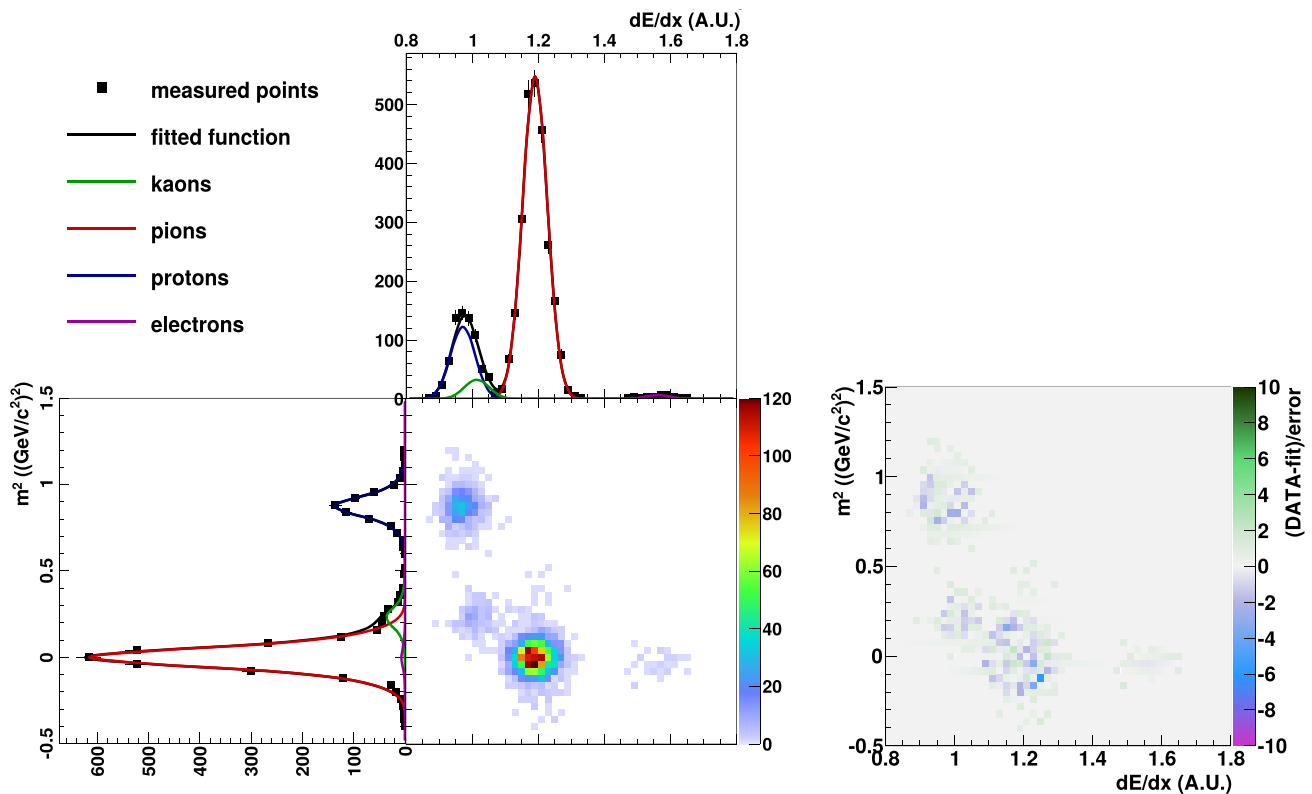 dE/dx (A.U.)
0.8 1 1.2 1.4 1.6 1.8
measured points
fitted function
kaons
pions
protons
electrons
500
400
300
200
100
0
m² ((GeV/c²)²)
1.5
1
0.5
0
-0.5
600 500 400 300 200 100 0
120
100
80
60
40
20
0
m² ((GeV/c²)²)
1.5
1
0.5
0
-0.5
0.8 1 1.2 1.4 1.6 1.8
dE/dx (A.U.)
10
8
6
4
2
0
-2
-4
-6
-8
-10
(DATA-fit)/error